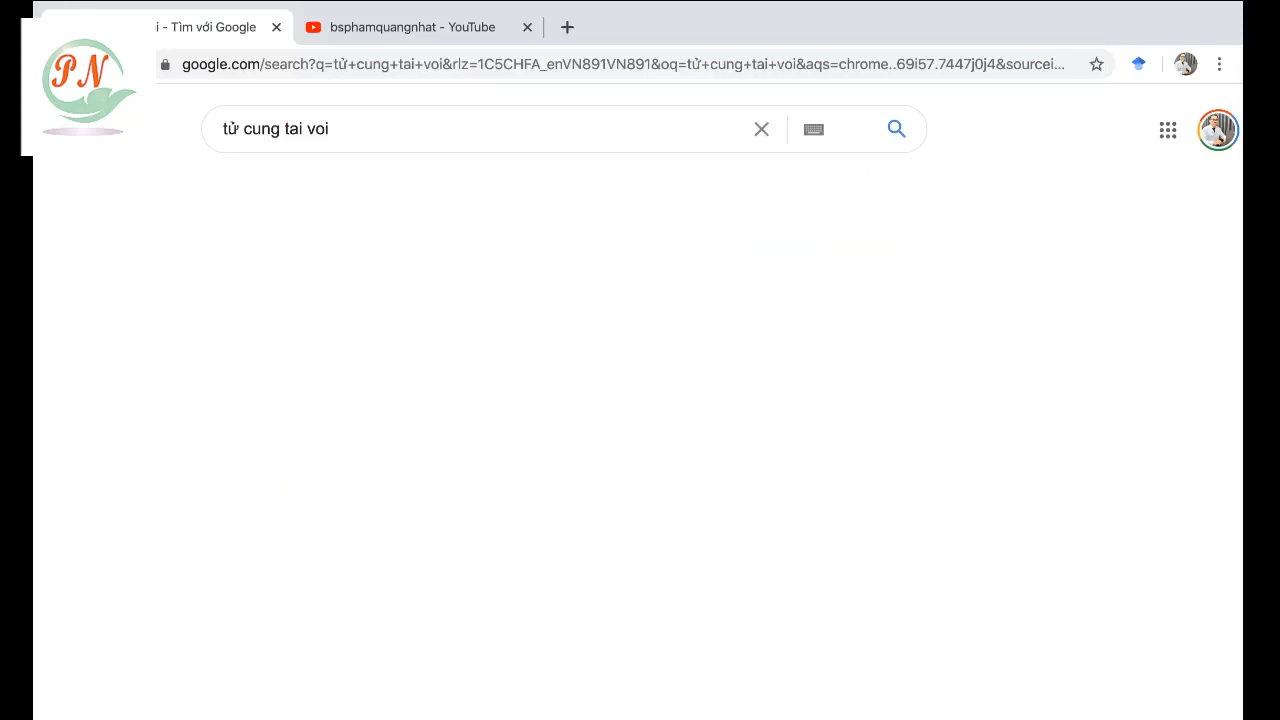 i - Tìm với Google
bsphamquangnhat - YouTube
PN
google.com/search?q=tử+cung+tai+voi&rlz=1C5CHFA_enVN891VN891&oq=tử+cung+tai+voi&aqs=chrome..69i57.7447j0j4&sourcei...
tử cung tai voi